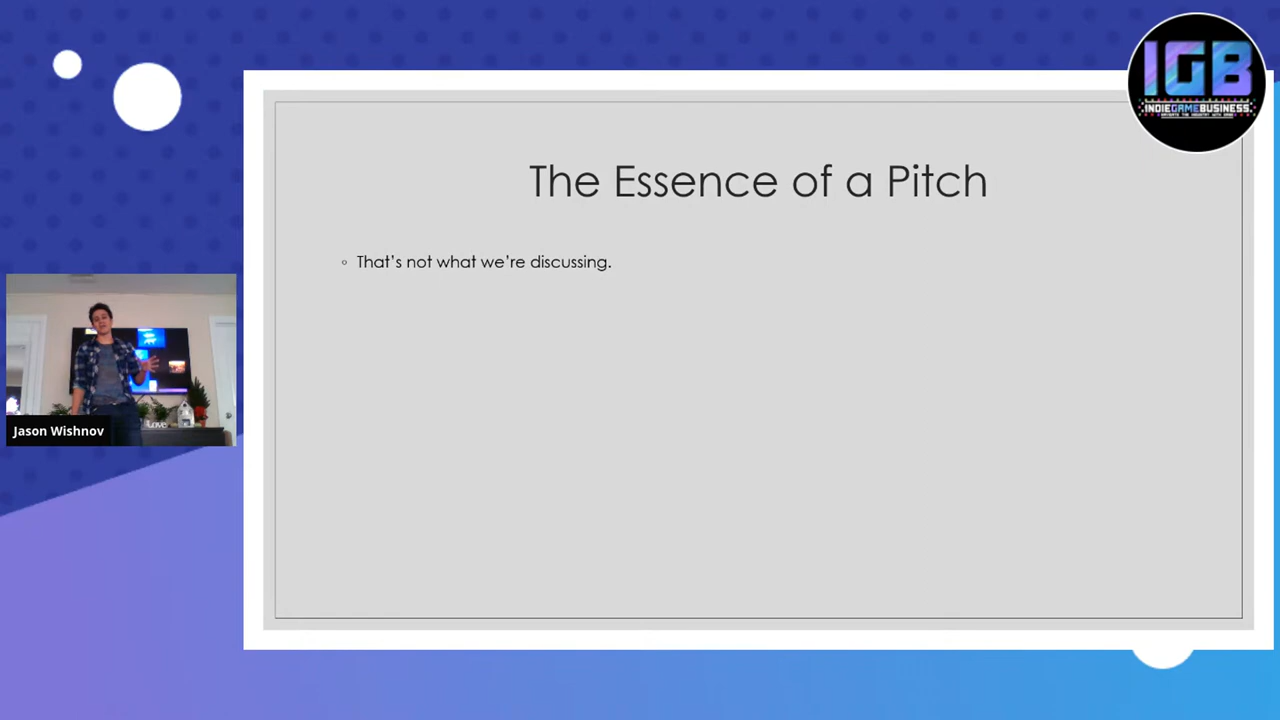 IGB
INDIEGAMEBUSINESS
The Essence of a Pitch
That's not what we're discussing.
Love
Jason Wishnov